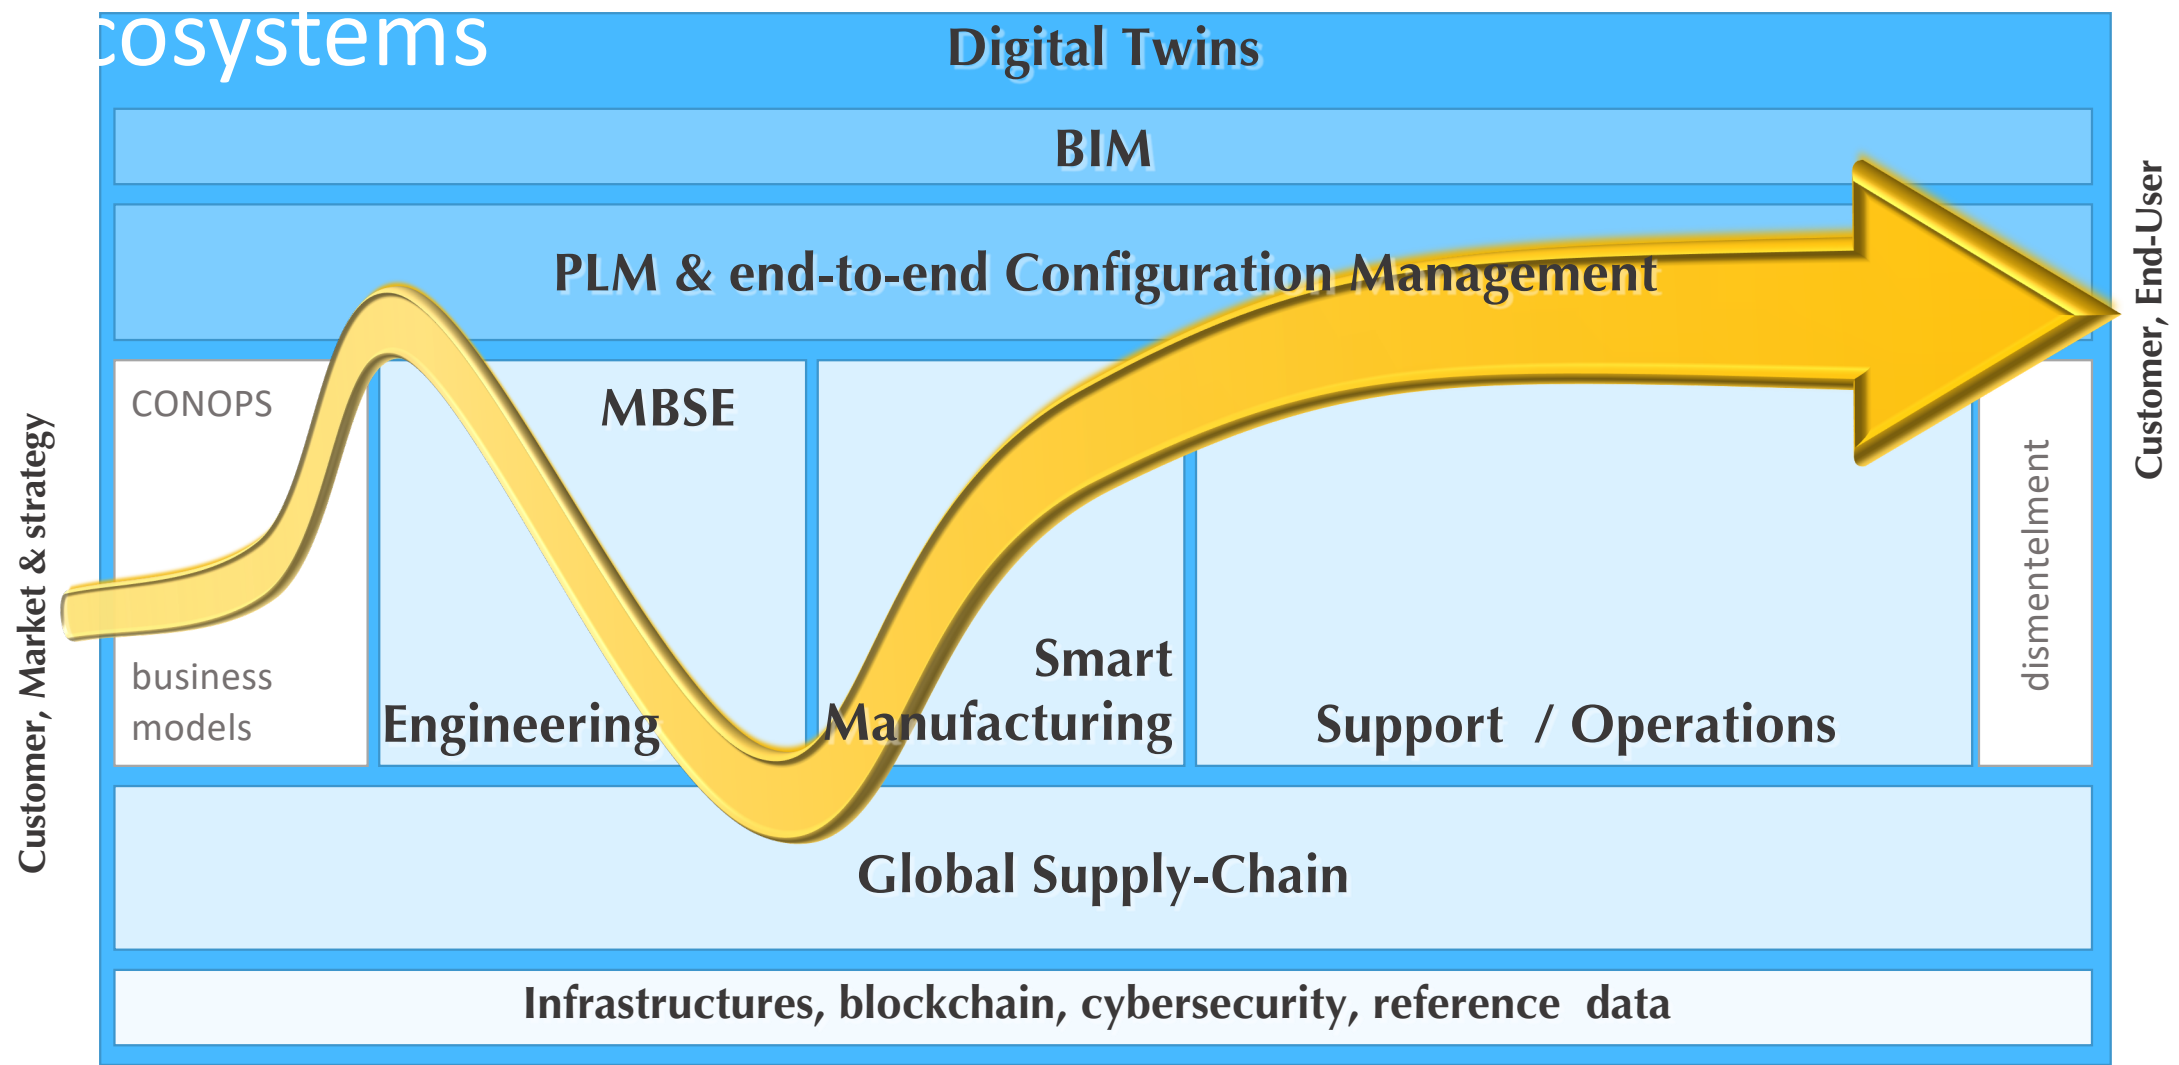 cosystems
Digital Twins
BIM
PLM & end-to-end Configuration Management
CONOPS
MBSE
business
models
Engineering
Smart
Manufacturing
Support / Operations
dismentelment
Global Supply-Chain
Infrastructures, blockchain, cybersecurity, reference data
Customer, Market & strategy
Customer, End-User